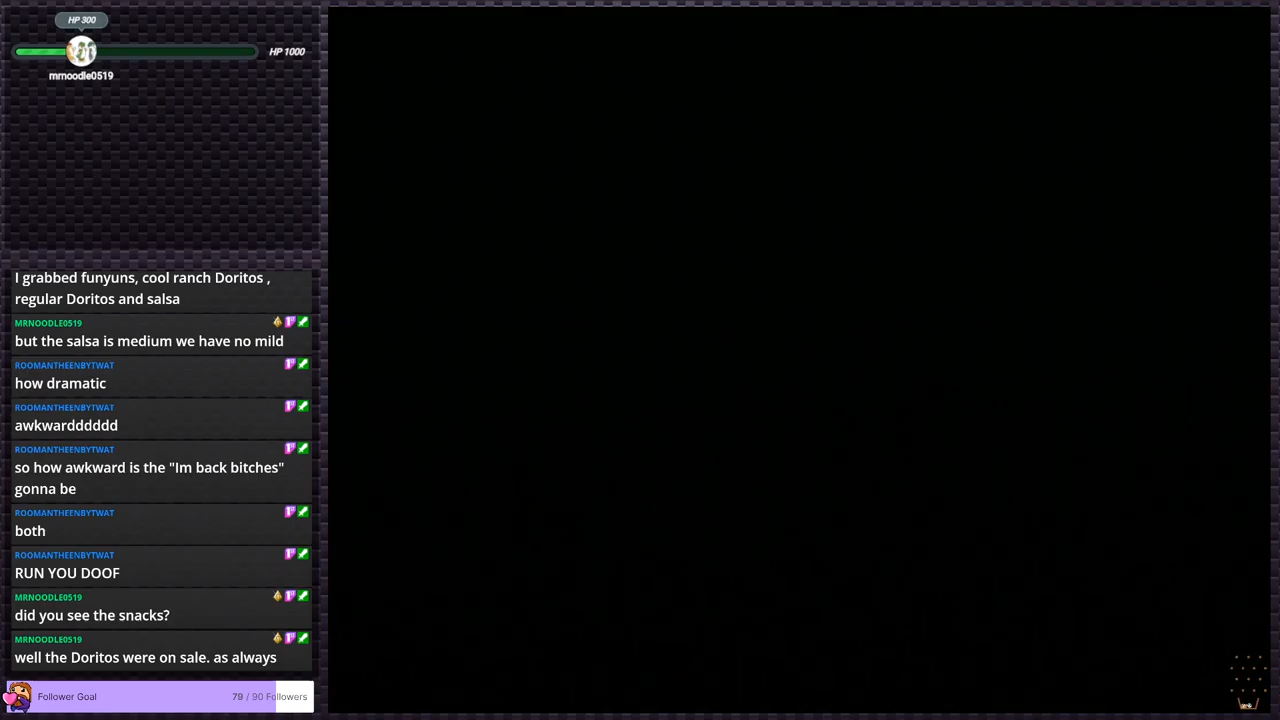 HP 300
HP 1000
mrnoodle0519
I grabbed funyuns, cool ranch Doritos ,
regular Doritos and salsa
MRNOODLE0519
but the salsa is medium we have no mild
ROOMANTHEENBYTWAT
how dramatic
ROOMANTHEENBYTWAT
awkwardddddd
ROOMANTHEENBYTWAT
so how awkward is the "Im back bitches"
gonna be
ROOMANTHEENBYTWAT
both
ROOMANTHEENBYTWAT
RUN YOU DOOF
MRNOODLE0519
did you see the snacks?
MRNOODLE0519
well the Doritos were on sale. as always
Follower Goal 79 / 90 Followers